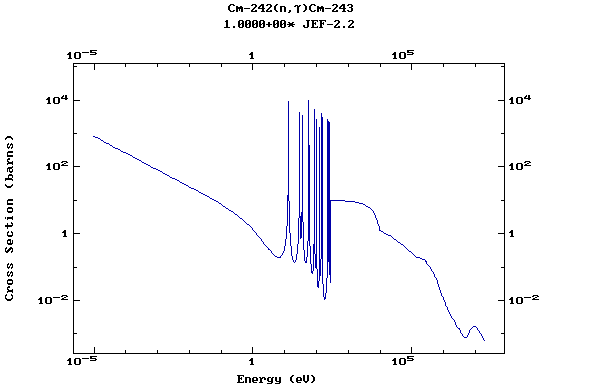 Cm-242(n,γ)Cm-243
1.0000+00* JEF-2.2
10⁻⁵ 1 10⁵
10⁴ 10⁴
10² 10²
1 1
10⁻² 10⁻²
10⁻⁵ 1 10⁵
Cross Section (barns)
Energy (eV)